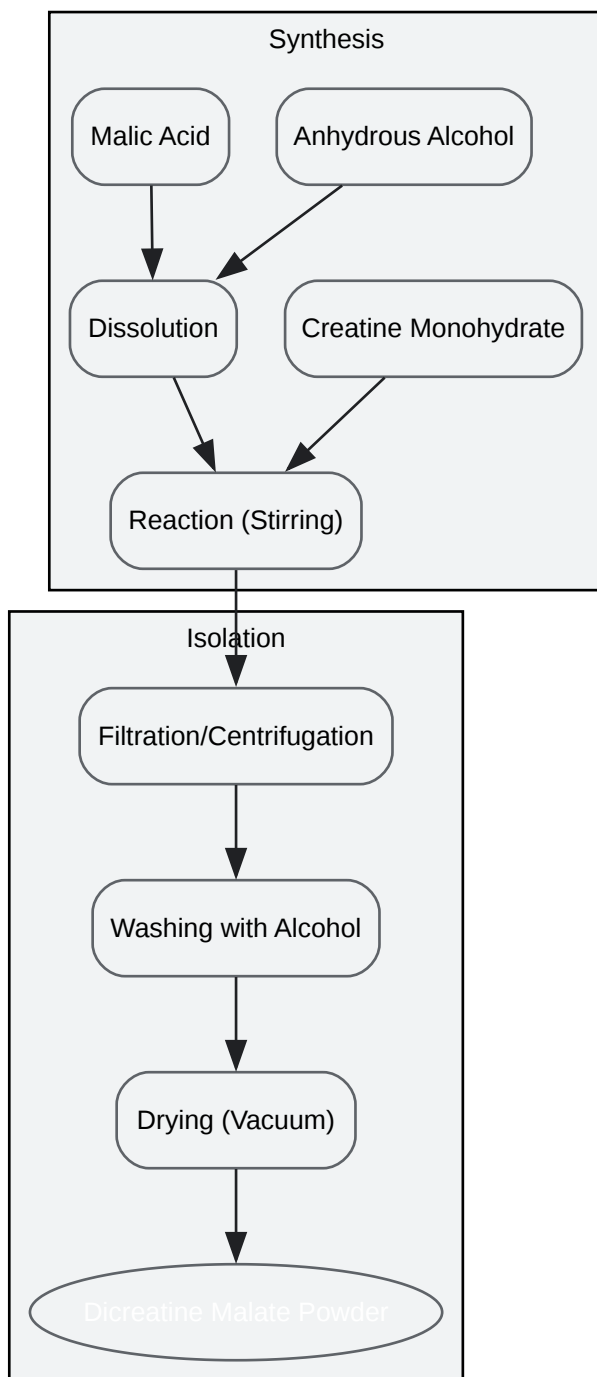 Synthesis
Malic Acid
Anhydrous Alcohol
Dissolution
Creatine Monohydrate
Reaction (Stirring)
Isolation
Filtration/Centrifugation
Washing with Alcohol
Drying (Vacuum)
Dicreatine Malate Powder